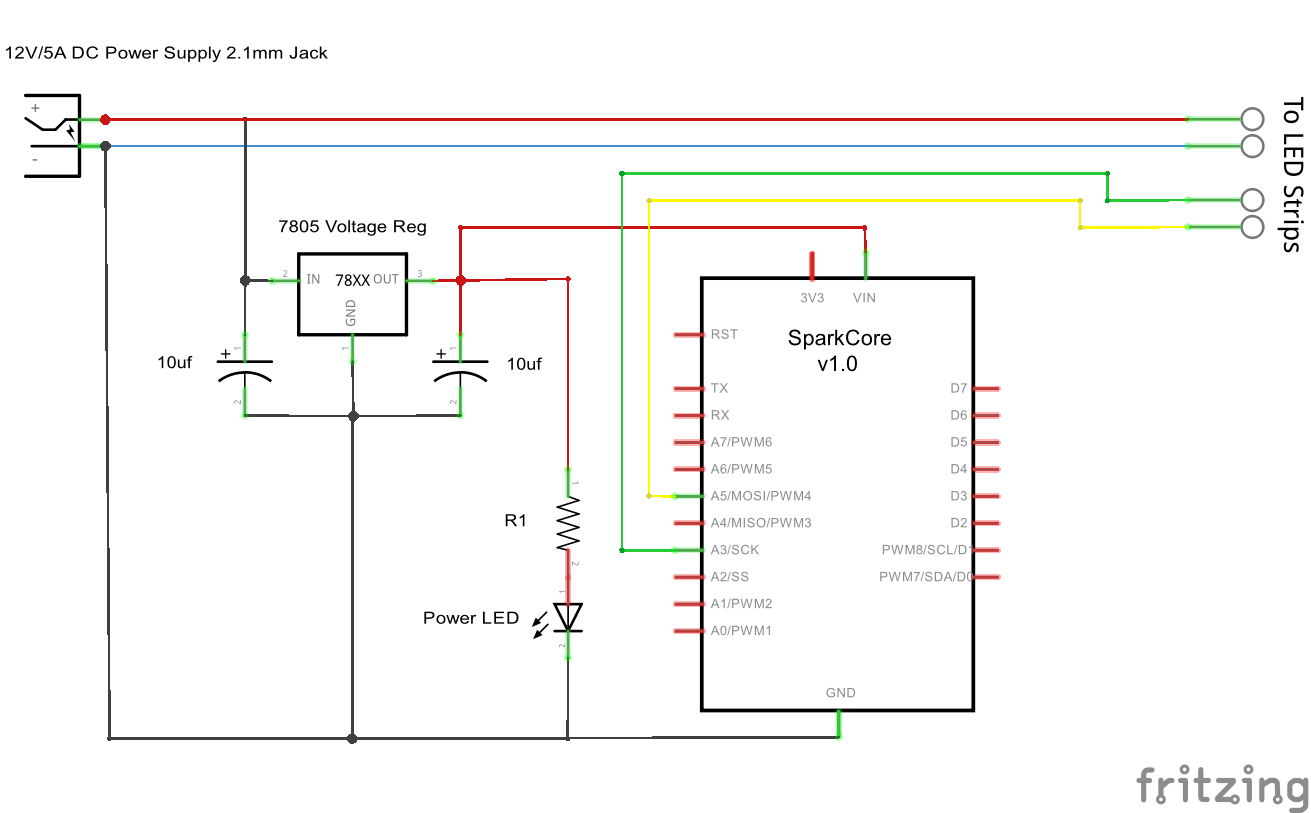 12V/5A DC Power Supply 2.1mm Jack
+
-
To LED Strips
7805 Voltage Reg
2
IN
78XX
OUT
3
GND
1
10uf
+
1
2
+
1
2
10uf
3V3
VIN
SparkCore
v1.0
RST
TX
RX
A7/PWM6
A6/PWM5
A5/MOSI/PWM4
A4/MISO/PWM3
A3/SCK
A2/SS
A1/PWM2
A0/PWM1
D7
D6
D5
D4
D3
D2
PWM8/SCL/D1
PWM7/SDA/D0
GND
R1
1
2
Power LED
1
2
fritzing